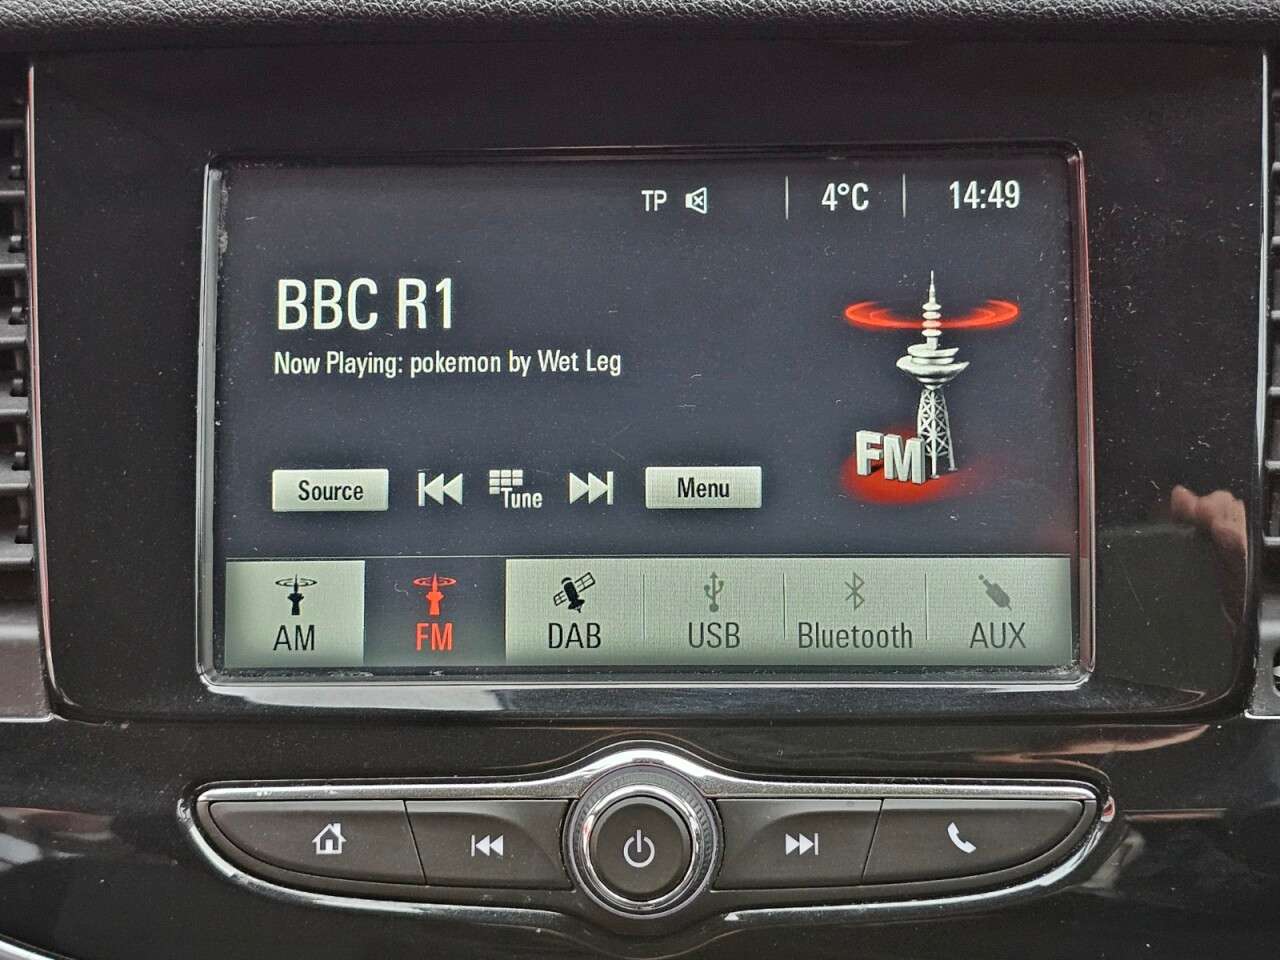 TP 4°C 14:49
BBC R1
Now Playing: pokemon by Wet Leg
FM
Source Tune Menu
AM FM DAB USB Bluetooth AUX